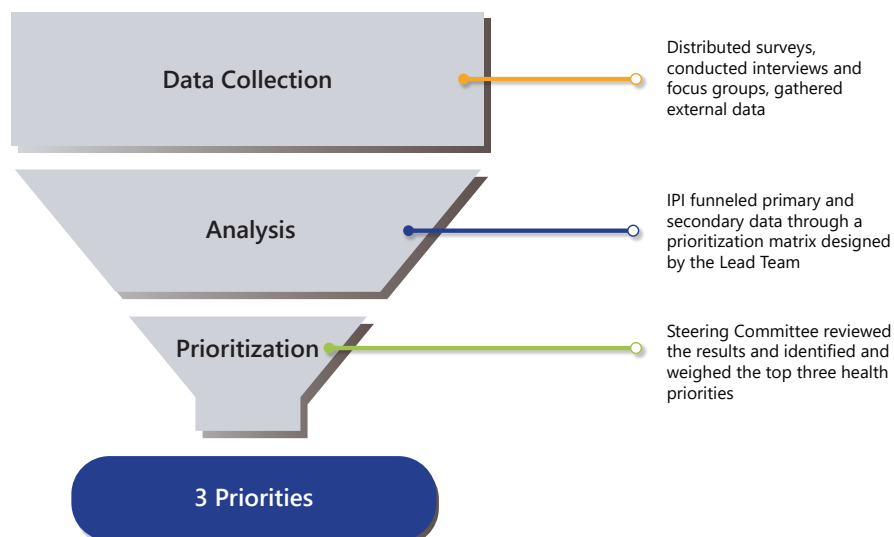 Data Collection
Distributed surveys,
conducted interviews and
focus groups, gathered
external data
Analysis
IPI funneled primary and
secondary data through a
prioritization matrix designed
by the Lead Team
Prioritization
Steering Committee reviewed
the results and identified and
weighed the top three health
priorities
3 Priorities